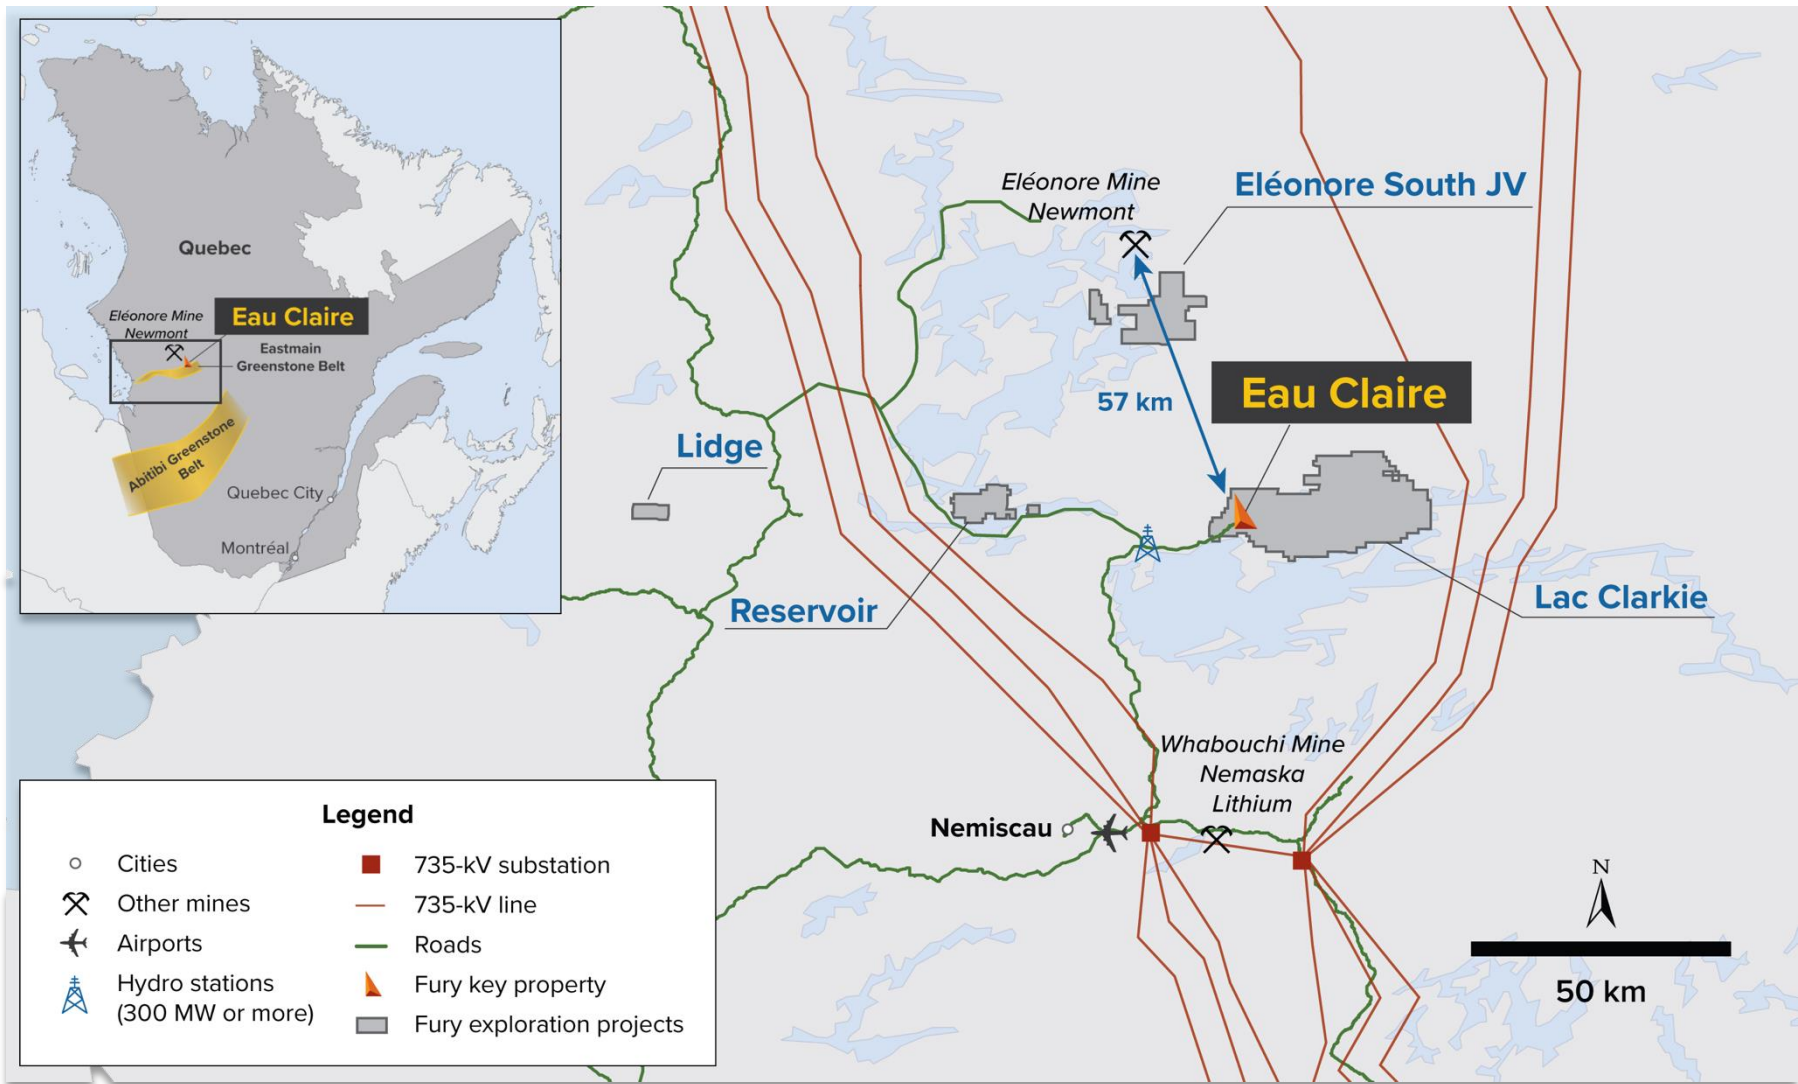 Quebec
Eléonore Mine
Newmont
Eau Claire
Eastmain
Greenstone Belt
Abitibi Greenstone
Belt
Quebec City
Montréal
Eléonore Mine
Newmont
Eléonore South JV
57 km
Eau Claire
Lidge
Reservoir
Lac Clarkie
Whabouchi Mine
Nemaska
Lithium
Nemiscau
N
50 km
Legend
Cities
Other mines
Airports
Hydro stations
(300 MW or more)
735-kV substation
735-kV line
Roads
Fury key property
Fury exploration projects